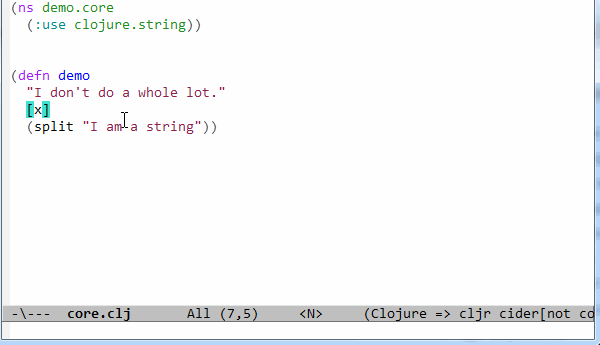 (ns demo.core
  (:use clojure.string))
(defn demo
  "I don't do a whole lot."
  [x]
  (split "I am a string"))
-\--- core.clj All (7,5) <N> (Clojure => cljr cider[not co